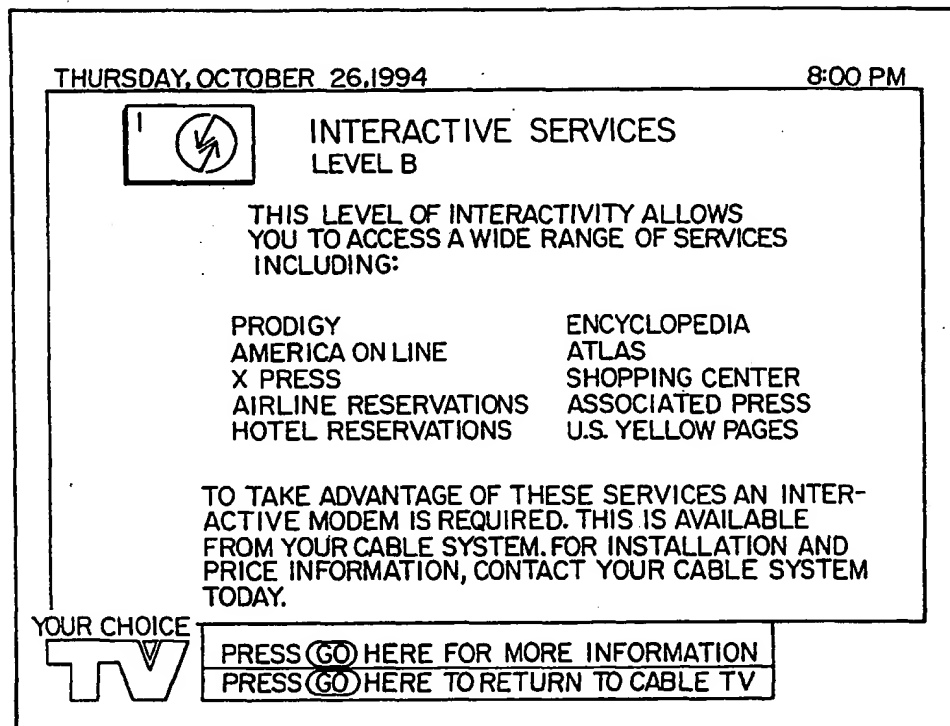 THURSDAY, OCTOBER 26, 1994 8:00 PM
1
INTERACTIVE SERVICES
LEVEL B
THIS LEVEL OF INTERACTIVITY ALLOWS
YOU TO ACCESS A WIDE RANGE OF SERVICES
INCLUDING:
PRODIGY ENCYCLOPEDIA
AMERICA ON LINE ATLAS
X PRESS SHOPPING CENTER
AIRLINE RESERVATIONS ASSOCIATED PRESS
HOTEL RESERVATIONS U.S. YELLOW PAGES
TO TAKE ADVANTAGE OF THESE SERVICES AN INTER-
ACTIVE MODEM IS REQUIRED. THIS IS AVAILABLE
FROM YOUR CABLE SYSTEM. FOR INSTALLATION AND
PRICE INFORMATION, CONTACT YOUR CABLE SYSTEM
TODAY.
YOUR CHOICE
TV
PRESS GO HERE FOR MORE INFORMATION
PRESS GO HERE TO RETURN TO CABLE TV